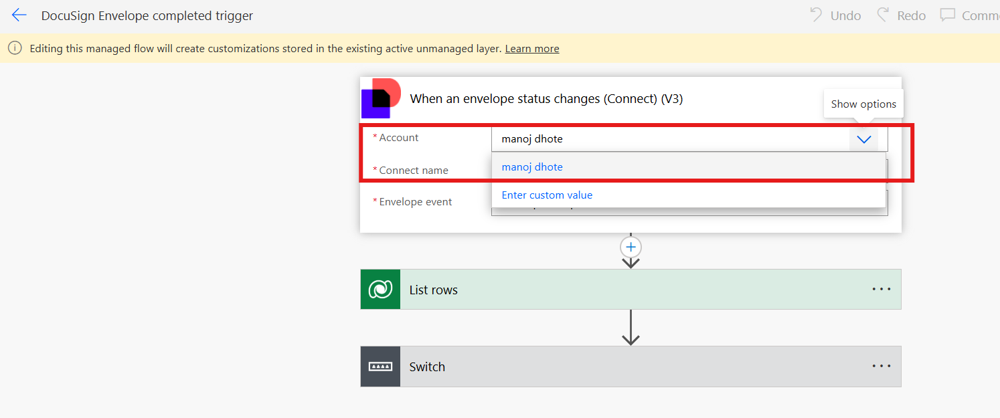 DocuSign Envelope completed trigger
Undo
Redo
Comm
Editing this managed flow will create customizations stored in the existing active unmanaged layer. Learn more
When an envelope status changes (Connect) (V3)
Show options
* Account
manoj dhote
* Connect name
manoj dhote
Enter custom value
* Envelope event
List rows
Switch